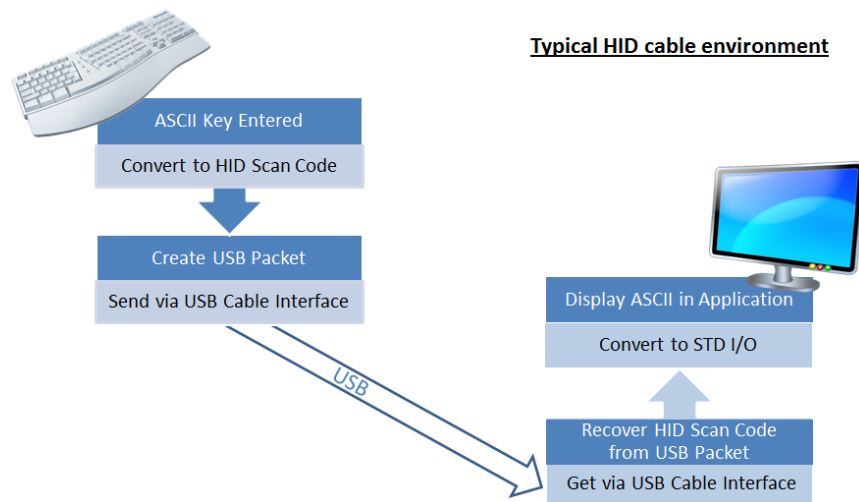 Typical HID cable environment
ASCII Key Entered
Convert to HID Scan Code
Create USB Packet
Send via USB Cable Interface
USB
Display ASCII in Application
Convert to STD I/O
Recover HID Scan Code
from USB Packet
Get via USB Cable Interface